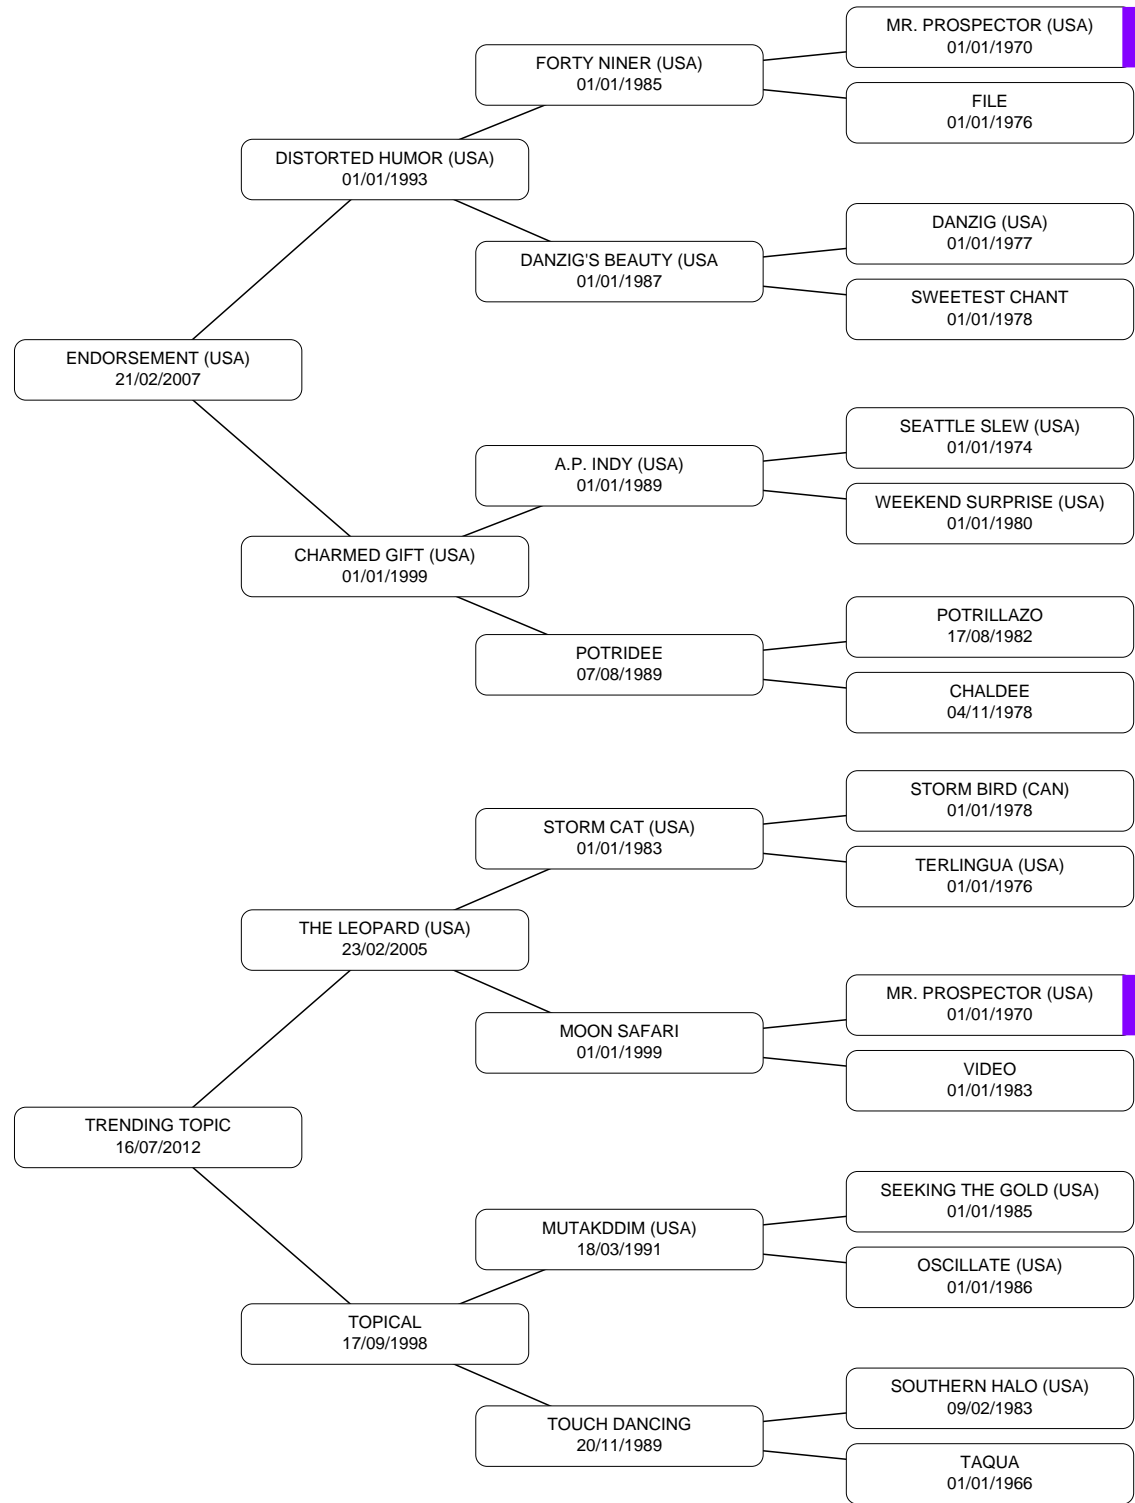 MR. PROSPECTOR (USA)
01/01/1970
FORTY NINER (USA)
01/01/1985
FILE
01/01/1976
DISTORTED HUMOR (USA)
01/01/1993
DANZIG (USA)
01/01/1977
DANZIG'S BEAUTY (USA
01/01/1987
SWEETEST CHANT
01/01/1978
ENDORSEMENT (USA)
21/02/2007
SEATTLE SLEW (USA)
01/01/1974
A.P. INDY (USA)
01/01/1989
WEEKEND SURPRISE (USA)
01/01/1980
CHARMED GIFT (USA)
01/01/1999
POTRILLAZO
17/08/1982
POTRIDEE
07/08/1989
CHALDEE
04/11/1978
STORM BIRD (CAN)
01/01/1978
STORM CAT (USA)
01/01/1983
TERLINGUA (USA)
01/01/1976
THE LEOPARD (USA)
23/02/2005
MR. PROSPECTOR (USA)
01/01/1970
MOON SAFARI
01/01/1999
VIDEO
01/01/1983
TRENDING TOPIC
16/07/2012
SEEKING THE GOLD (USA)
01/01/1985
MUTAKDDIM (USA)
18/03/1991
OSCILLATE (USA)
01/01/1986
TOPICAL
17/09/1998
SOUTHERN HALO (USA)
09/02/1983
TOUCH DANCING
20/11/1989
TAQUA
01/01/1966